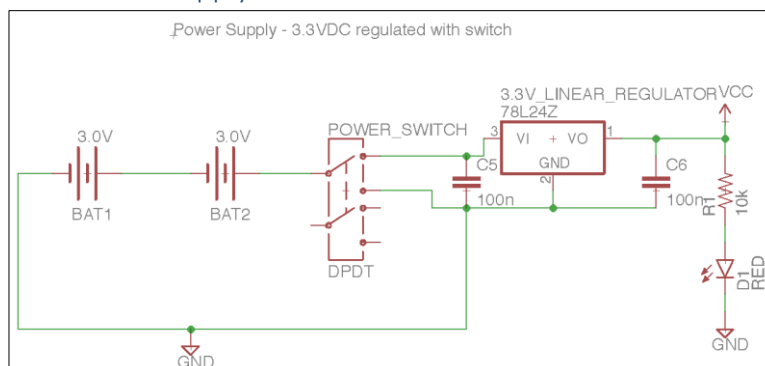 Power Supply - 3.3VDC regulated with switch
3.3V_LINEAR_REGULATOR
VCC
78L24Z
3.0V
3.0V
POWER_SWITCH
3
VI
+
VO
1
GND
2
C5
100n
C6
100n
R1
10k
BAT1
BAT2
DPDT
D1
RED
GND
GND